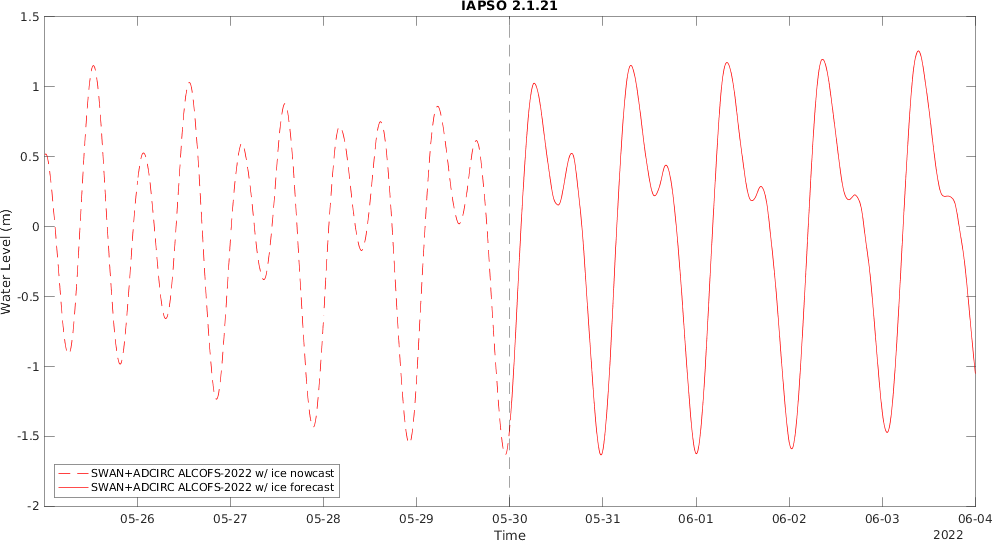 IAPSO 2.1.21
1.5
1
0.5
0
-0.5
-1
-1.5
-2
Water Level (m)
SWAN+ADCIRC ALCOFS-2022 w/ ice nowcast
SWAN+ADCIRC ALCOFS-2022 w/ ice forecast
05-26 05-27 05-28 05-29 05-30 05-31 06-01 06-02 06-03 06-04
Time
2022